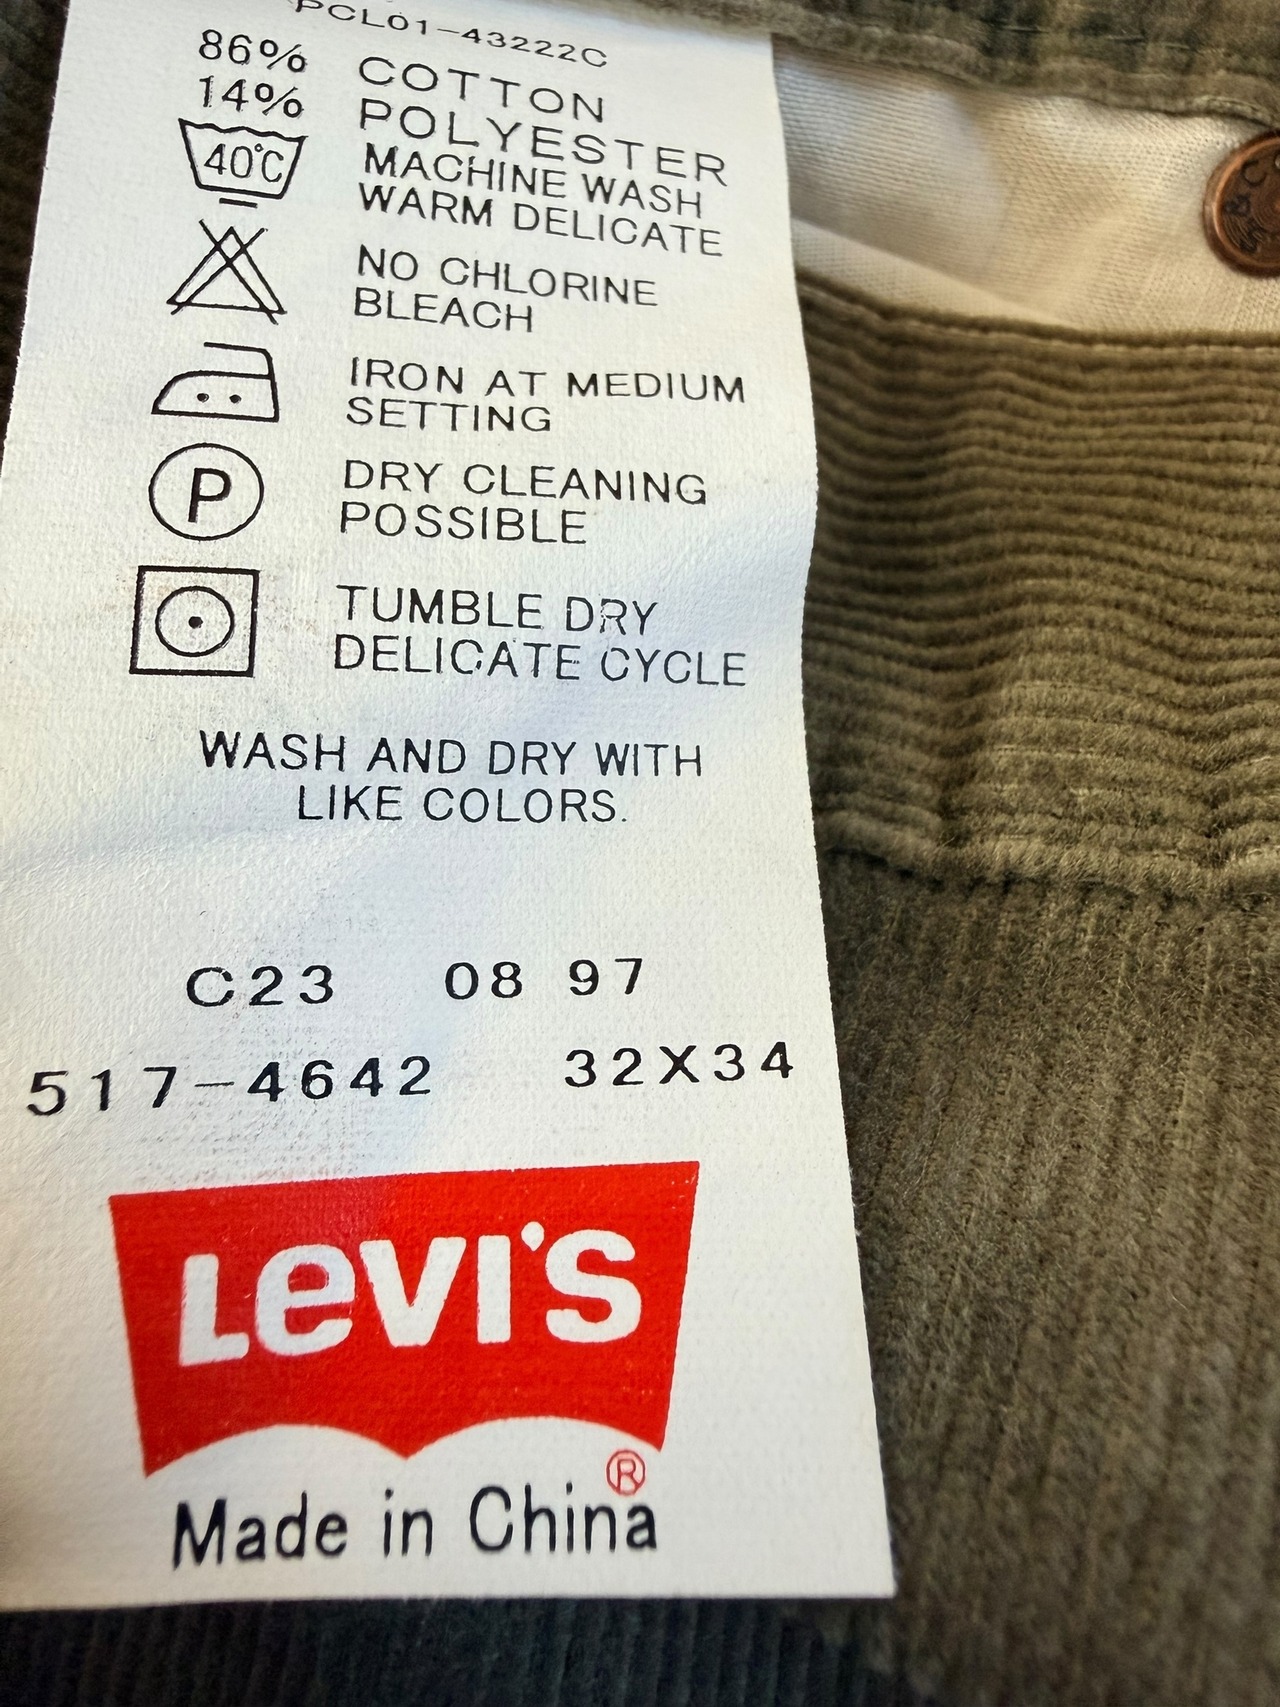 PCL01-43222C
86% COTTON
14% POLYESTER
40°C MACHINE WASH
WARM DELICATE
NO CHLORINE
BLEACH
IRON AT MEDIUM
SETTING
P DRY CLEANING
POSSIBLE
TUMBLE DRY
DELICATE CYCLE
WASH AND DRY WITH
LIKE COLORS.
C23 08 97
517-4642 32X34
LEVI'S
®
Made in China